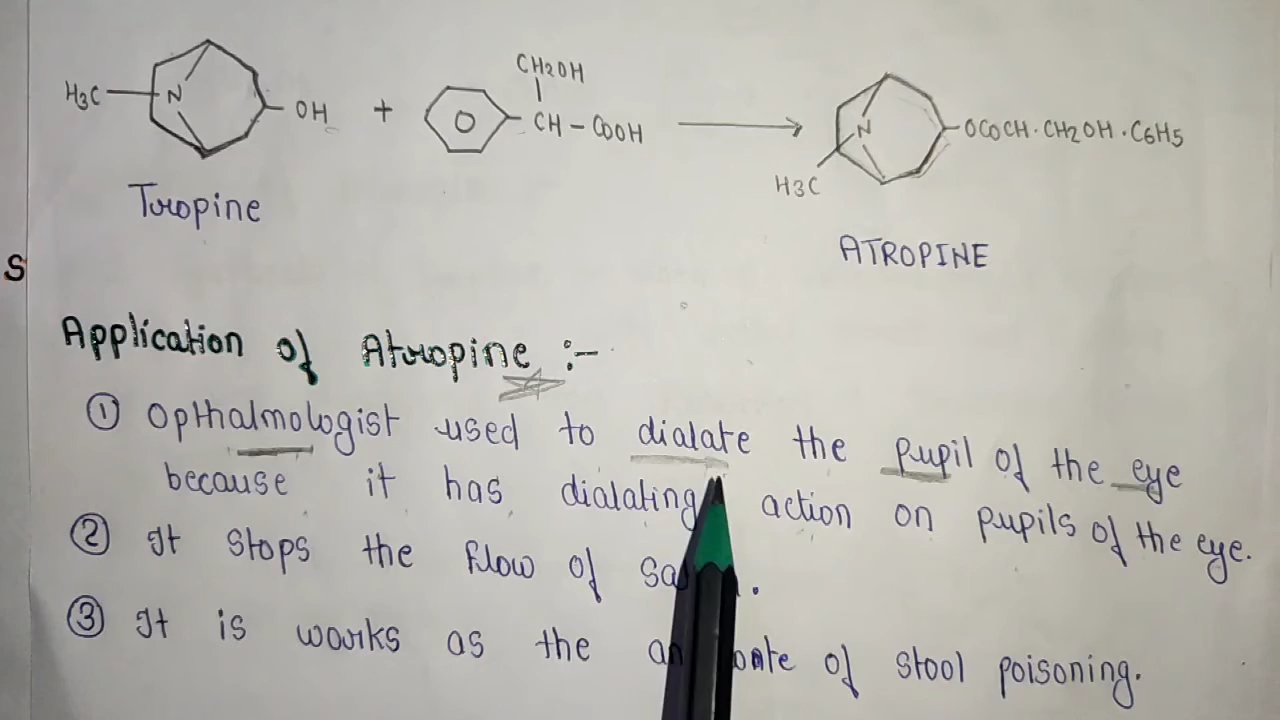 CH2OH
H3C N OH + CH - COOH → N OCOCH·CH2OH·C6H5
H3C
Tropine
ATROPINE
S
Application of Atropine :-
① Opthalmologist used to dialate the pupil of the eye
because it has dialating action on pupils of the eye.
② It stops the flow of
③ It is works as the of stool poisoning.